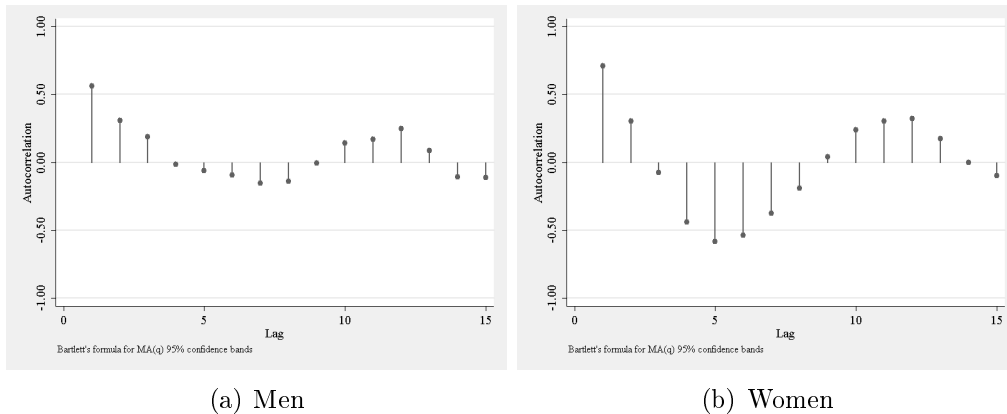 1.00
0.50
0.00
-0.50
-1.00
Autocorrelation
0 5 10 15
Lag
Bartlett's formula for MA(q) 95% confidence bands
(a) Men
1.00
0.50
0.00
-0.50
-1.00
Autocorrelation
0 5 10 15
Lag
Bartlett's formula for MA(q) 95% confidence bands
(b) Women